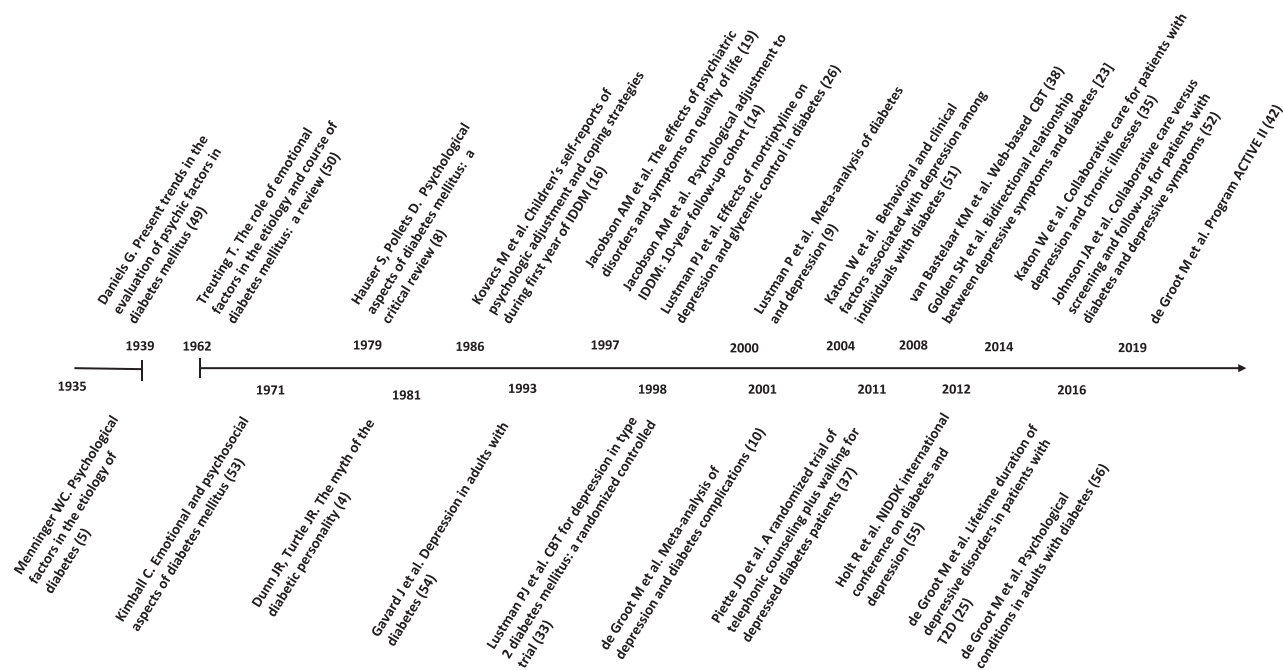 Daniels G. Present trends in the
evaluation of psychic factors in
diabetes mellitus (49)
Treuting T. The role of emotional
factors in the etiology and course of
diabetes mellitus: a review (50)
Hauser S, Pollets D. Psychological
aspects of diabetes mellitus: a
critical review (8)
Kovacs M et al. Children's self-reports of
psychologic adjustment and coping strategies
during first year of IDDM (16)
Jacobson AM et al. The effects of psychiatric
disorders and symptoms on quality of life (19)
Jacobson AM et al. Psychological adjustment to
IDDM: 10-year follow-up cohort (14)
Lustman PJ et al. Effects of nortriptyline on
depression and glycemic control in diabetes (26)
Lustman P et al. Meta-analysis of diabetes
and depression (9)
Katon W et al. Behavioral and clinical
factors associated with depression among
individuals with diabetes (51)
van Bastelaar KM et al. Web-based CBT (38)
Golden SH et al. Bidirectional relationship
between depressive symptoms and diabetes [23]
Katon W et al. Collaborative care for patients with
depression and chronic illnesses (35)
Johnson JA et al. Collaborative care versus
screening and follow-up for patients with
diabetes and depressive symptoms (52)
de Groot M et al. Program ACTIVE II (42)
1939
1962
1979
1986
1997
2000
2004
2008
2014
2019
1935
1971
1981
1993
1998
2001
2011
2012
2016
Menninger WC. Psychological
factors in the etiology of
diabetes (5)
Kimball C. Emotional and psychosocial
aspects of diabetes mellitus (53)
Dunn JR, Turtle JR. The myth of the
diabetic personality (4)
Gavard J et al. Depression in adults with
diabetes (54)
Lustman PJ et al. CBT for depression in type
2 diabetes mellitus: a randomized controlled
trial (33)
de Groot M et al. Meta-analysis of
depression and diabetes complications (10)
Piette JD et al. A randomized trial of
telephonic counseling plus walking for
depressed diabetes patients (37)
Holt R et al. NIDDK international
conference on diabetes and
depression (55)
de Groot M et al. Lifetime duration of
depressive disorders in patients with
T2D (25)
de Groot M et al. Psychological
conditions in adults with diabetes (56)